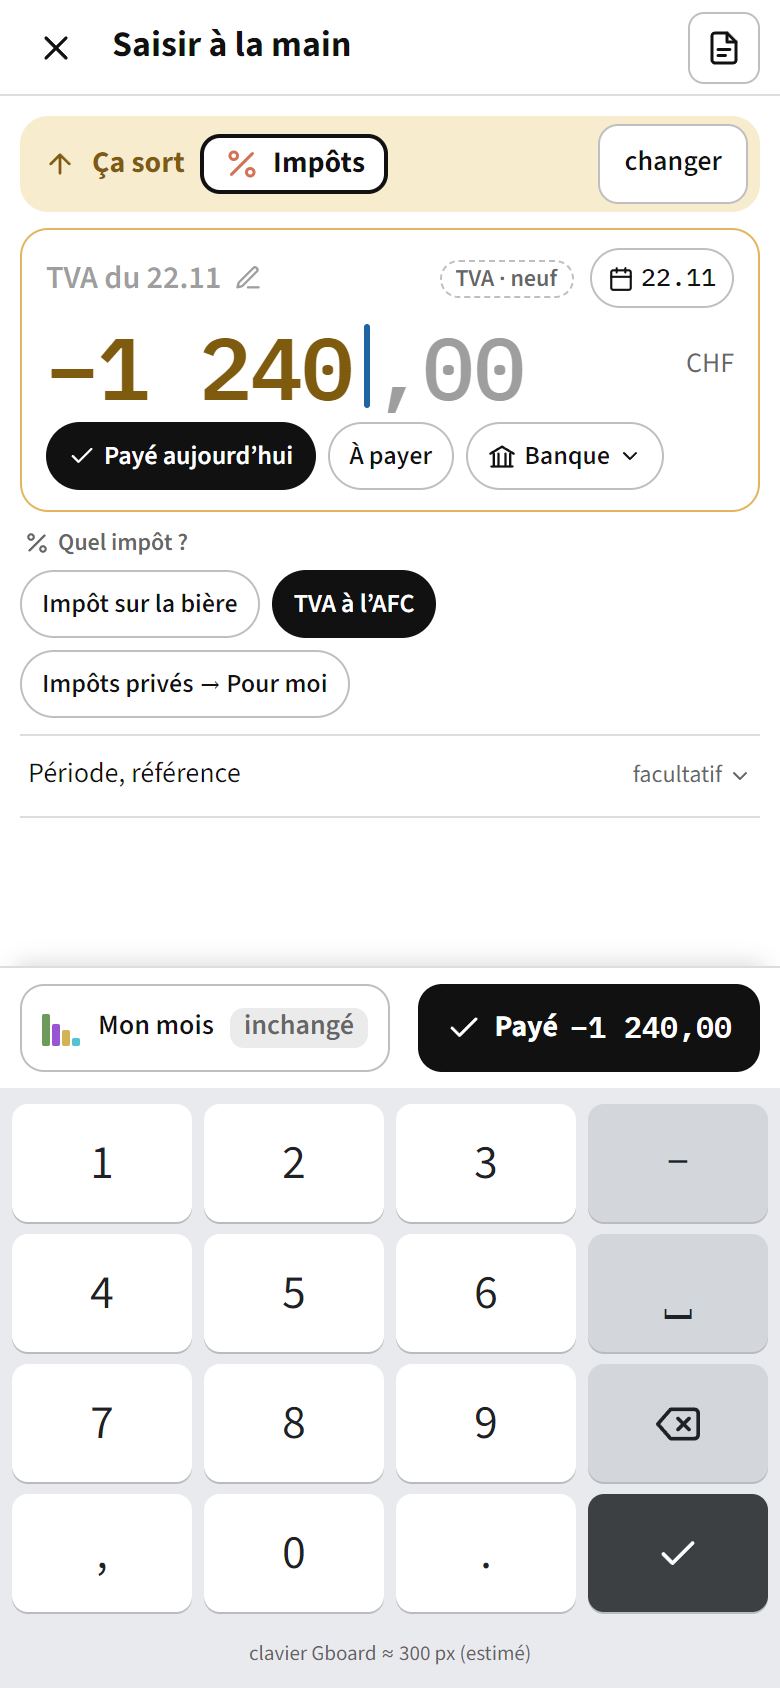 Saisir à la main
Ça sort Impôts changer
TVA du 22.11 TVA · neuf 22.11
−1 240,00 CHF
Payé aujourd’hui À payer Banque
Quel impôt ?
Impôt sur la bière TVA à l’AFC
Impôts privés → Pour moi
Période, référence facultatif
Mon mois inchangé Payé −1 240,00
1 2 3 −
4 5 6 ⎵
7 8 9
, 0 .
clavier Gboard ≈ 300 px (estimé)